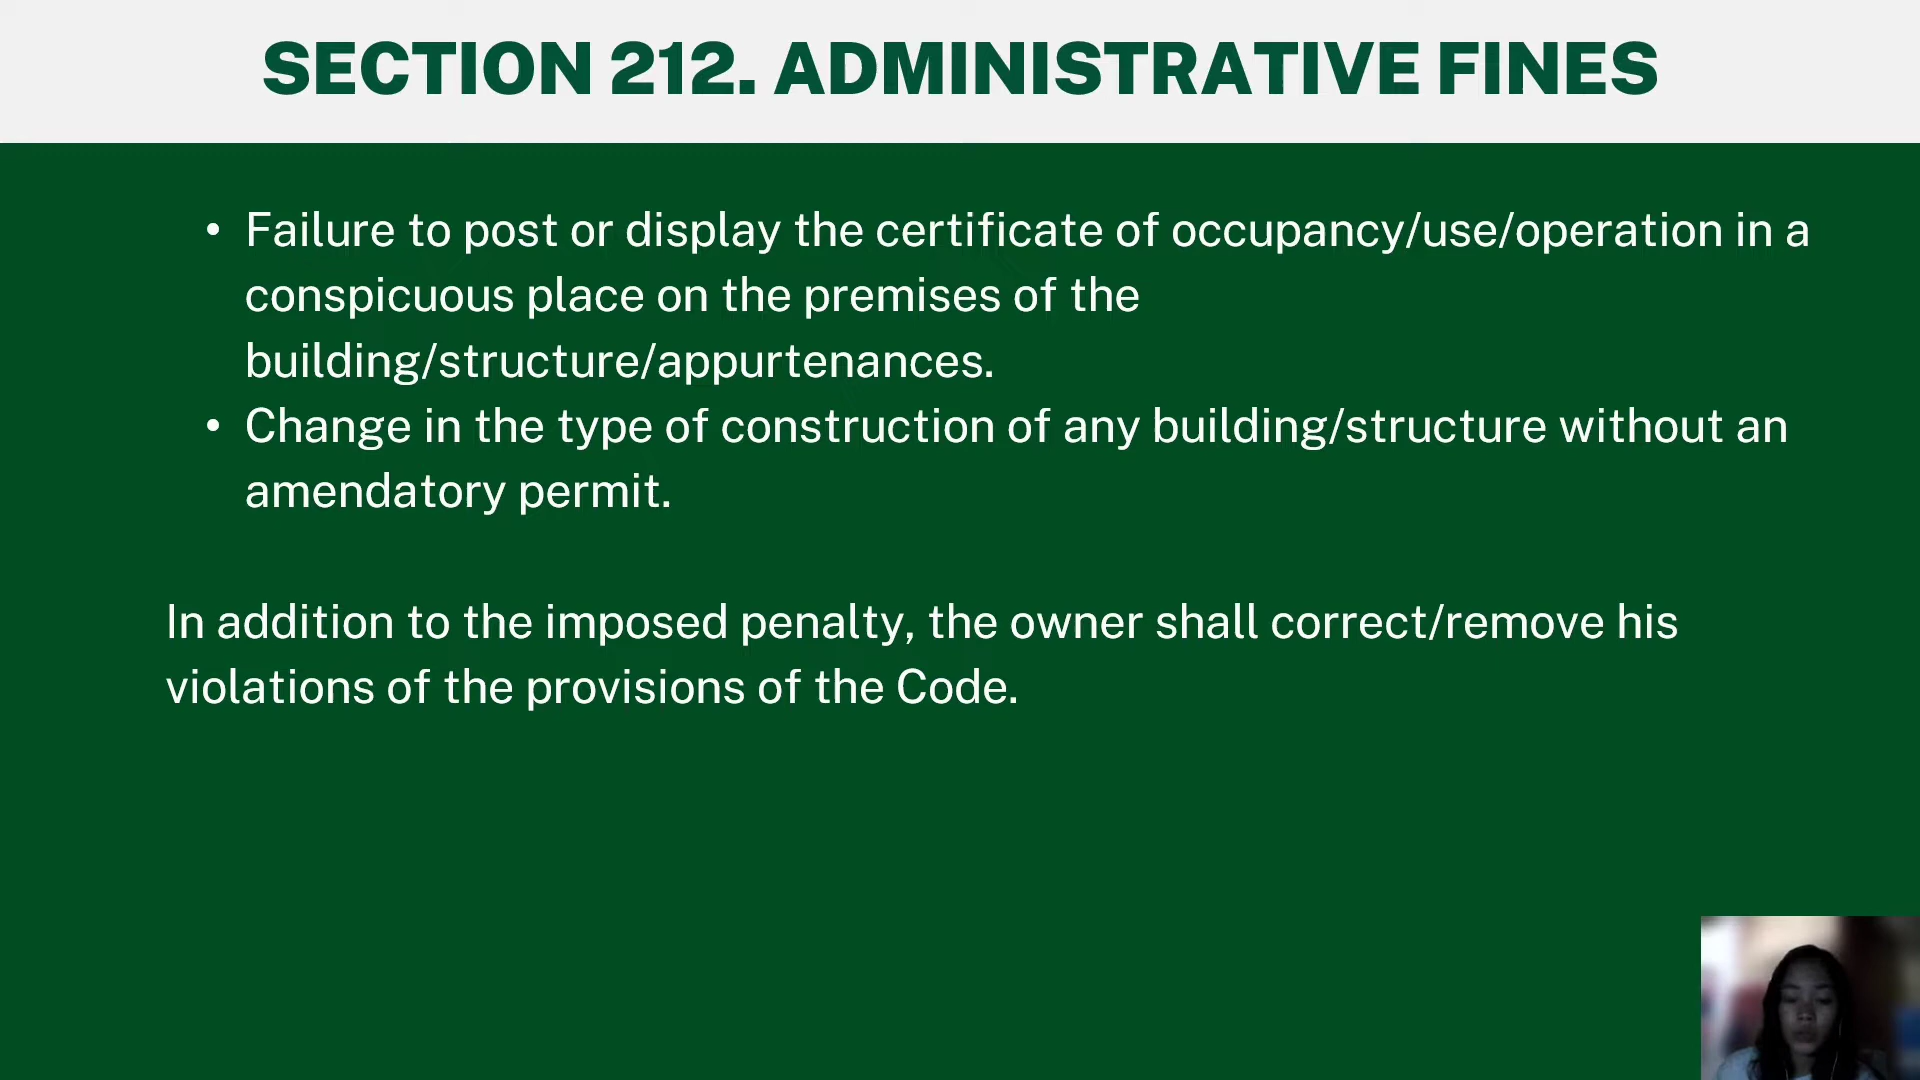 SECTION 212. ADMINISTRATIVE FINES
• Failure to post or display the certificate of occupancy/use/operation in a
conspicuous place on the premises of the
building/structure/appurtenances.
• Change in the type of construction of any building/structure without an
amendatory permit.
In addition to the imposed penalty, the owner shall correct/remove his
violations of the provisions of the Code.